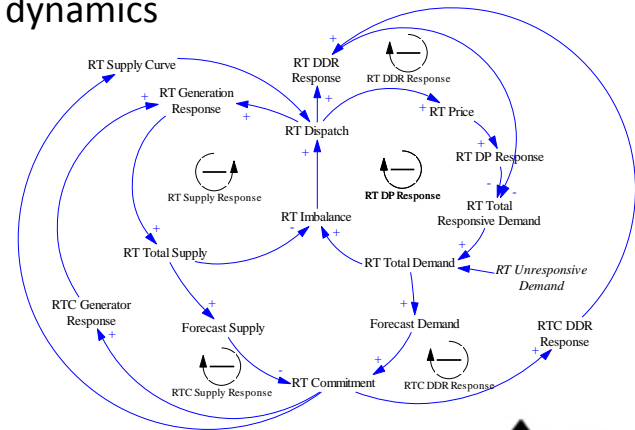 dynamics
RT Supply Curve
RT DDR
Response
RT DDR Response
RT Generation
Response
RT Price
RT Dispatch
RT DP Response
RT Supply Response
RT DP Response
RT Imbalance
RT Total
Responsive Demand
RT Total Supply
RT Total Demand
RT Unresponsive
Demand
RTC Generator
Response
Forecast Supply
Forecast Demand
RTC DDR
Response
RTC Supply Response
RT Commitment
RTC DDR Response